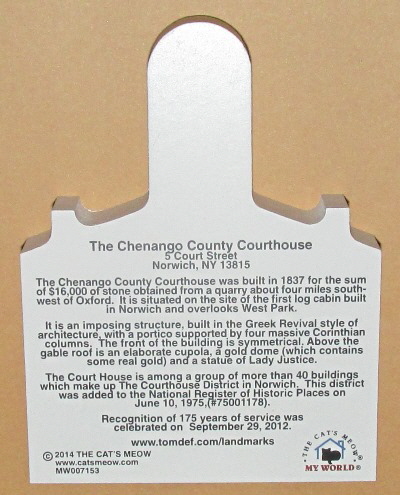 The Chenango County Courthouse
5 Court Street
Norwich, NY 13815
The Chenango County Courthouse was built in 1837 for the sum
of $16,000 of stone obtained from a quarry about four miles south-
west of Oxford. It is situated on the site of the first log cabin built
in Norwich and overlooks West Park.
It is an imposing structure, built in the Greek Revival style of
architecture, with a portico supported by four massive Corinthian
columns. The front of the building is symmetrical. Above the
gable roof is an elaborate cupola, a gold dome (which contains
some real gold) and a statue of Lady Justice.
The Court House is among a group of more than 40 buildings
which make up The Courthouse District in Norwich. This district
was added to the National Register of Historic Places on
June 10, 1975,(#75001178).
Recognition of 175 years of service was
celebrated on September 29, 2012.
www.tomdef.com/landmarks
© 2014 THE CAT'S MEOW
www.catsmeow.com
MW007153
THE CAT'S MEOW®
MY WORLD®